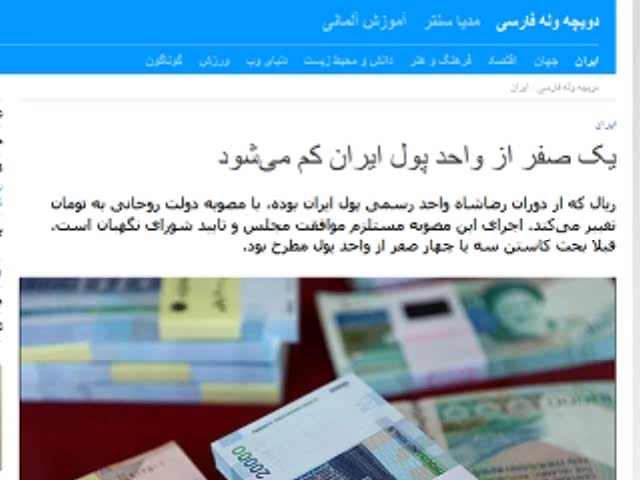 دویچه وله فارسی مدیا سنتر آموزش آلمانی
ایران جهان اقتصاد فرهنگ و هنر دانش و محیط زیست دنیای وب ورزش گوناگون
دویچه وله فارسی / ایران
ایران
یک صفر از واحد پول ایران کم می‌شود
ریال که از دوران رضاشاه واحد رسمی پول ایران بوده، با مصوبه دولت روحانی به تومان
تغییر می‌کند. اجرای این مصوبه مستلزم موافقت مجلس و تایید شورای نگهبان است.
قبلا بحث کاستن سه یا چهار صفر از واحد پول مطرح بود.
20000